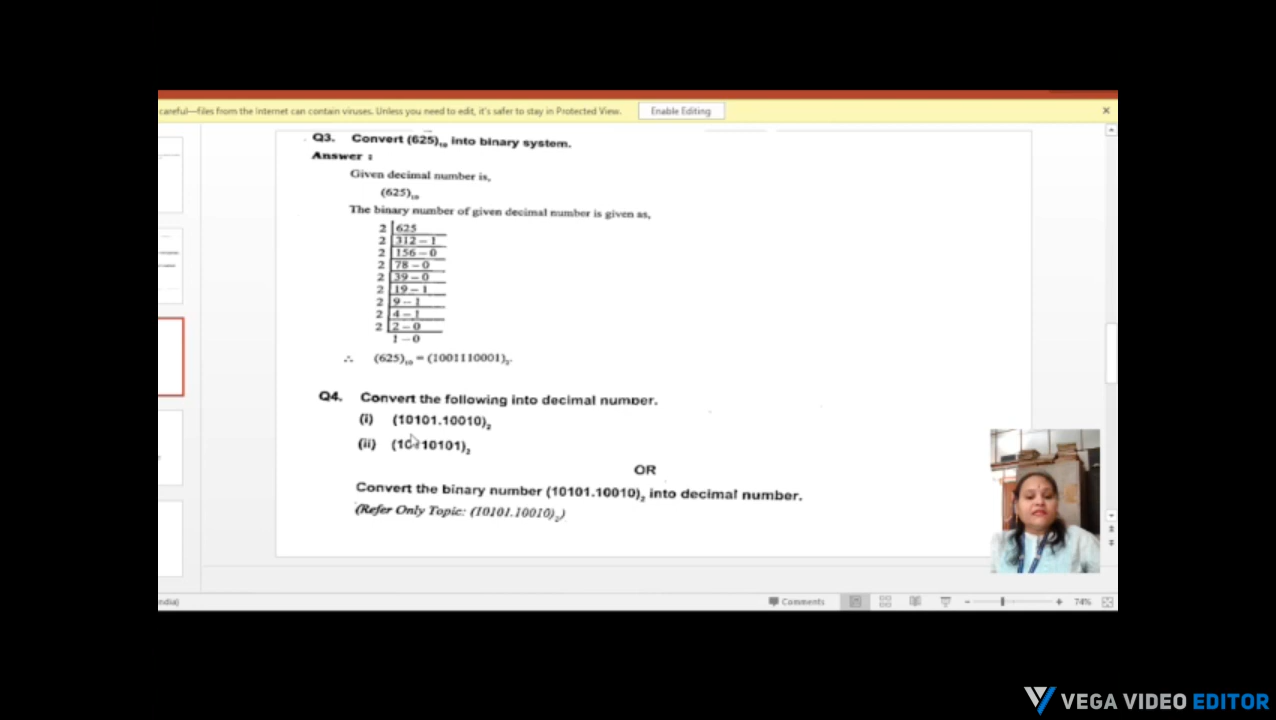 careful—files from the Internet can contain viruses. Unless you need to edit, it's safer to stay in Protected View. Enable Editing
Q3. Convert (625)₁₀ into binary system.
Answer :
Given decimal number is,
(625)₁₀
The binary number of given decimal number is given as,
2 625
2 312 – 1
2 156 – 0
2 78 – 0
2 39 – 0
2 19 – 1
2 9 – 1
2 4 – 1
2 2 – 0
1 – 0
∴ (625)₁₀ = (1001110001)₂.
Q4. Convert the following into decimal number.
(i) (10101.10010)₂
(ii) (10 10101)₂
OR
Convert the binary number (10101.10010)₂ into decimal number.
(Refer Only Topic: (10101.10010)₂)
ndia)
Comments
74%
VEGA VIDEO EDITOR